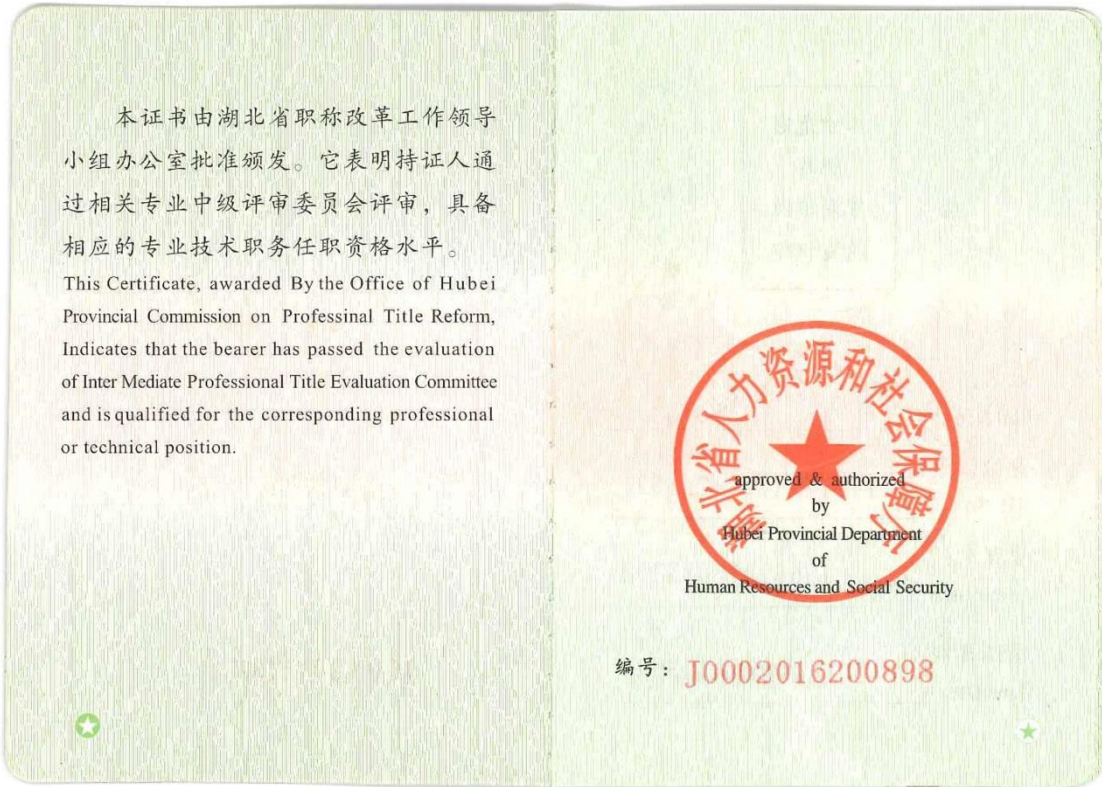 本证书由湖北省职称改革工作领导
小组办公室批准颁发。它表明持证人通
过相关专业中级评审委员会评审，具备
相应的专业技术职务任职资格水平。
This Certificate, awarded By the Office of Hubei
Provincial Commission on Professinal Title Reform,
Indicates that the bearer has passed the evaluation
of Inter Mediate Professional Title Evaluation Committee
and is qualified for the corresponding professional
or technical position.
湖北省人力资源和社会保障厅
approved & authorized
by
Hubei Provincial Department
of
Human Resources and Social Security
编号：J0002016200898